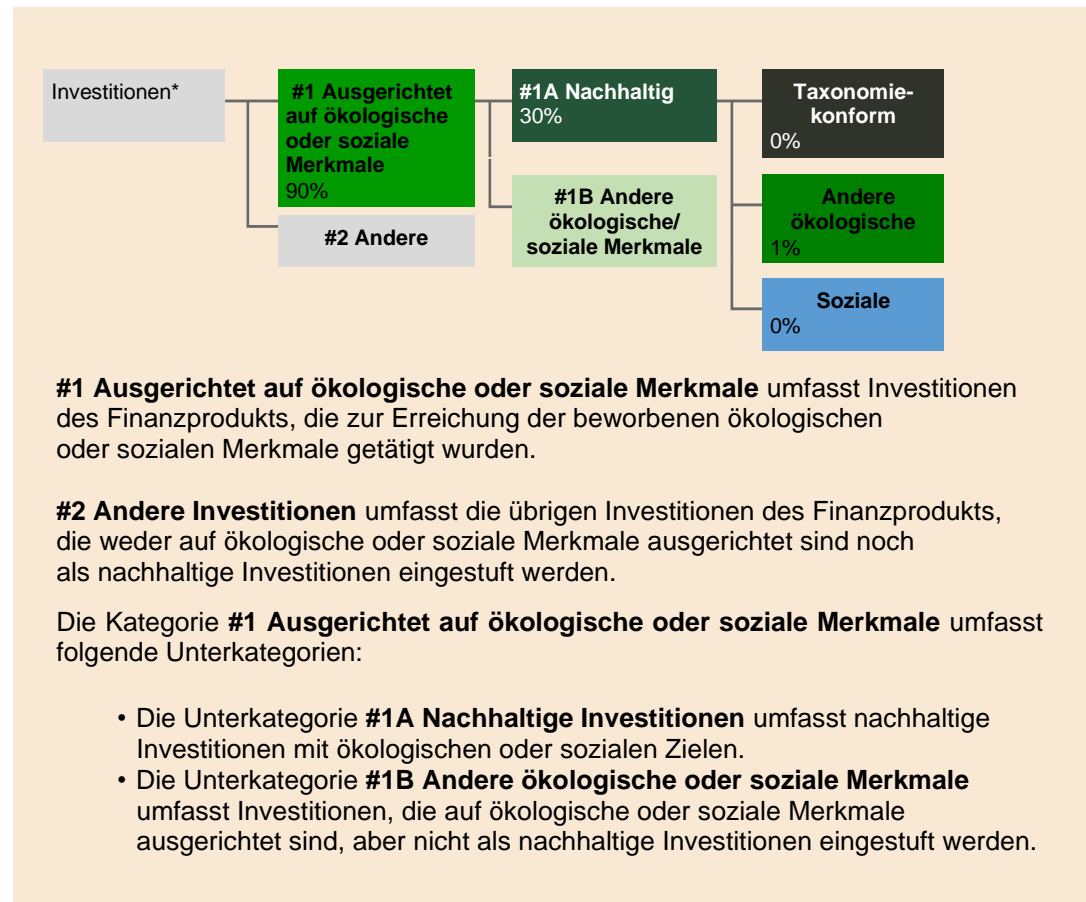 Investitionen*
#1 Ausgerichtet
auf ökologische
oder soziale
Merkmale
90%
#2 Andere
#1A Nachhaltig
30%
#1B Andere
ökologische/
soziale Merkmale
Taxonomie-
konform
0%
Andere
ökologische
1%
Soziale
0%
#1 Ausgerichtet auf ökologische oder soziale Merkmale umfasst Investitionen
des Finanzprodukts, die zur Erreichung der beworbenen ökologischen
oder sozialen Merkmale getätigt wurden.
#2 Andere Investitionen umfasst die übrigen Investitionen des Finanzprodukts,
die weder auf ökologische oder soziale Merkmale ausgerichtet sind noch
als nachhaltige Investitionen eingestuft werden.
Die Kategorie #1 Ausgerichtet auf ökologische oder soziale Merkmale umfasst
folgende Unterkategorien:
• Die Unterkategorie #1A Nachhaltige Investitionen umfasst nachhaltige
Investitionen mit ökologischen oder sozialen Zielen.
• Die Unterkategorie #1B Andere ökologische oder soziale Merkmale
umfasst Investitionen, die auf ökologische oder soziale Merkmale
ausgerichtet sind, aber nicht als nachhaltige Investitionen eingestuft werden.